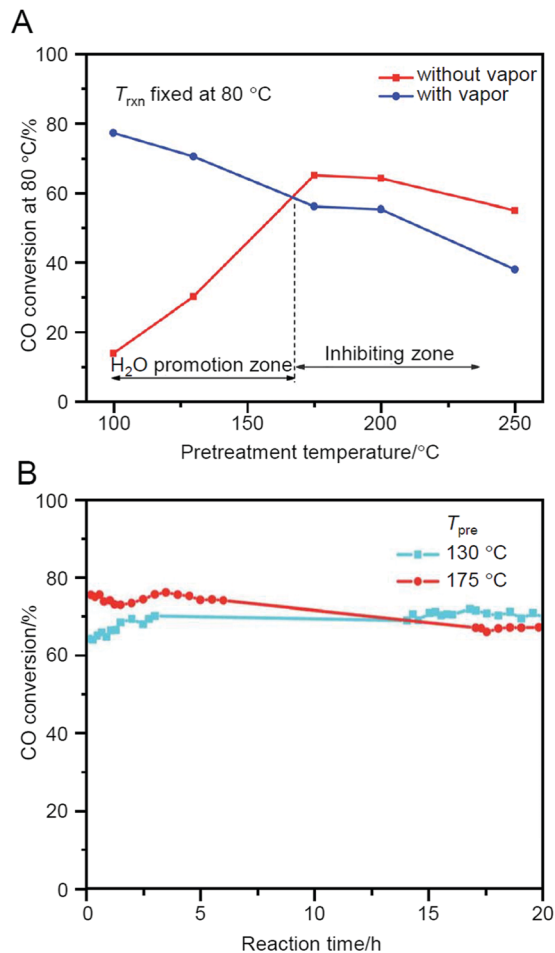 A
100
80
60
40
20
0
CO conversion at 80 °C/%
Trxn fixed at 80 °C
without vapor
with vapor
H2O promotion zone
Inhibiting zone
100 150 200 250
Pretreatment temperature/°C
B
100
80
60
40
20
0
CO conversion/%
Tpre
130 °C
175 °C
0 5 10 15 20
Reaction time/h